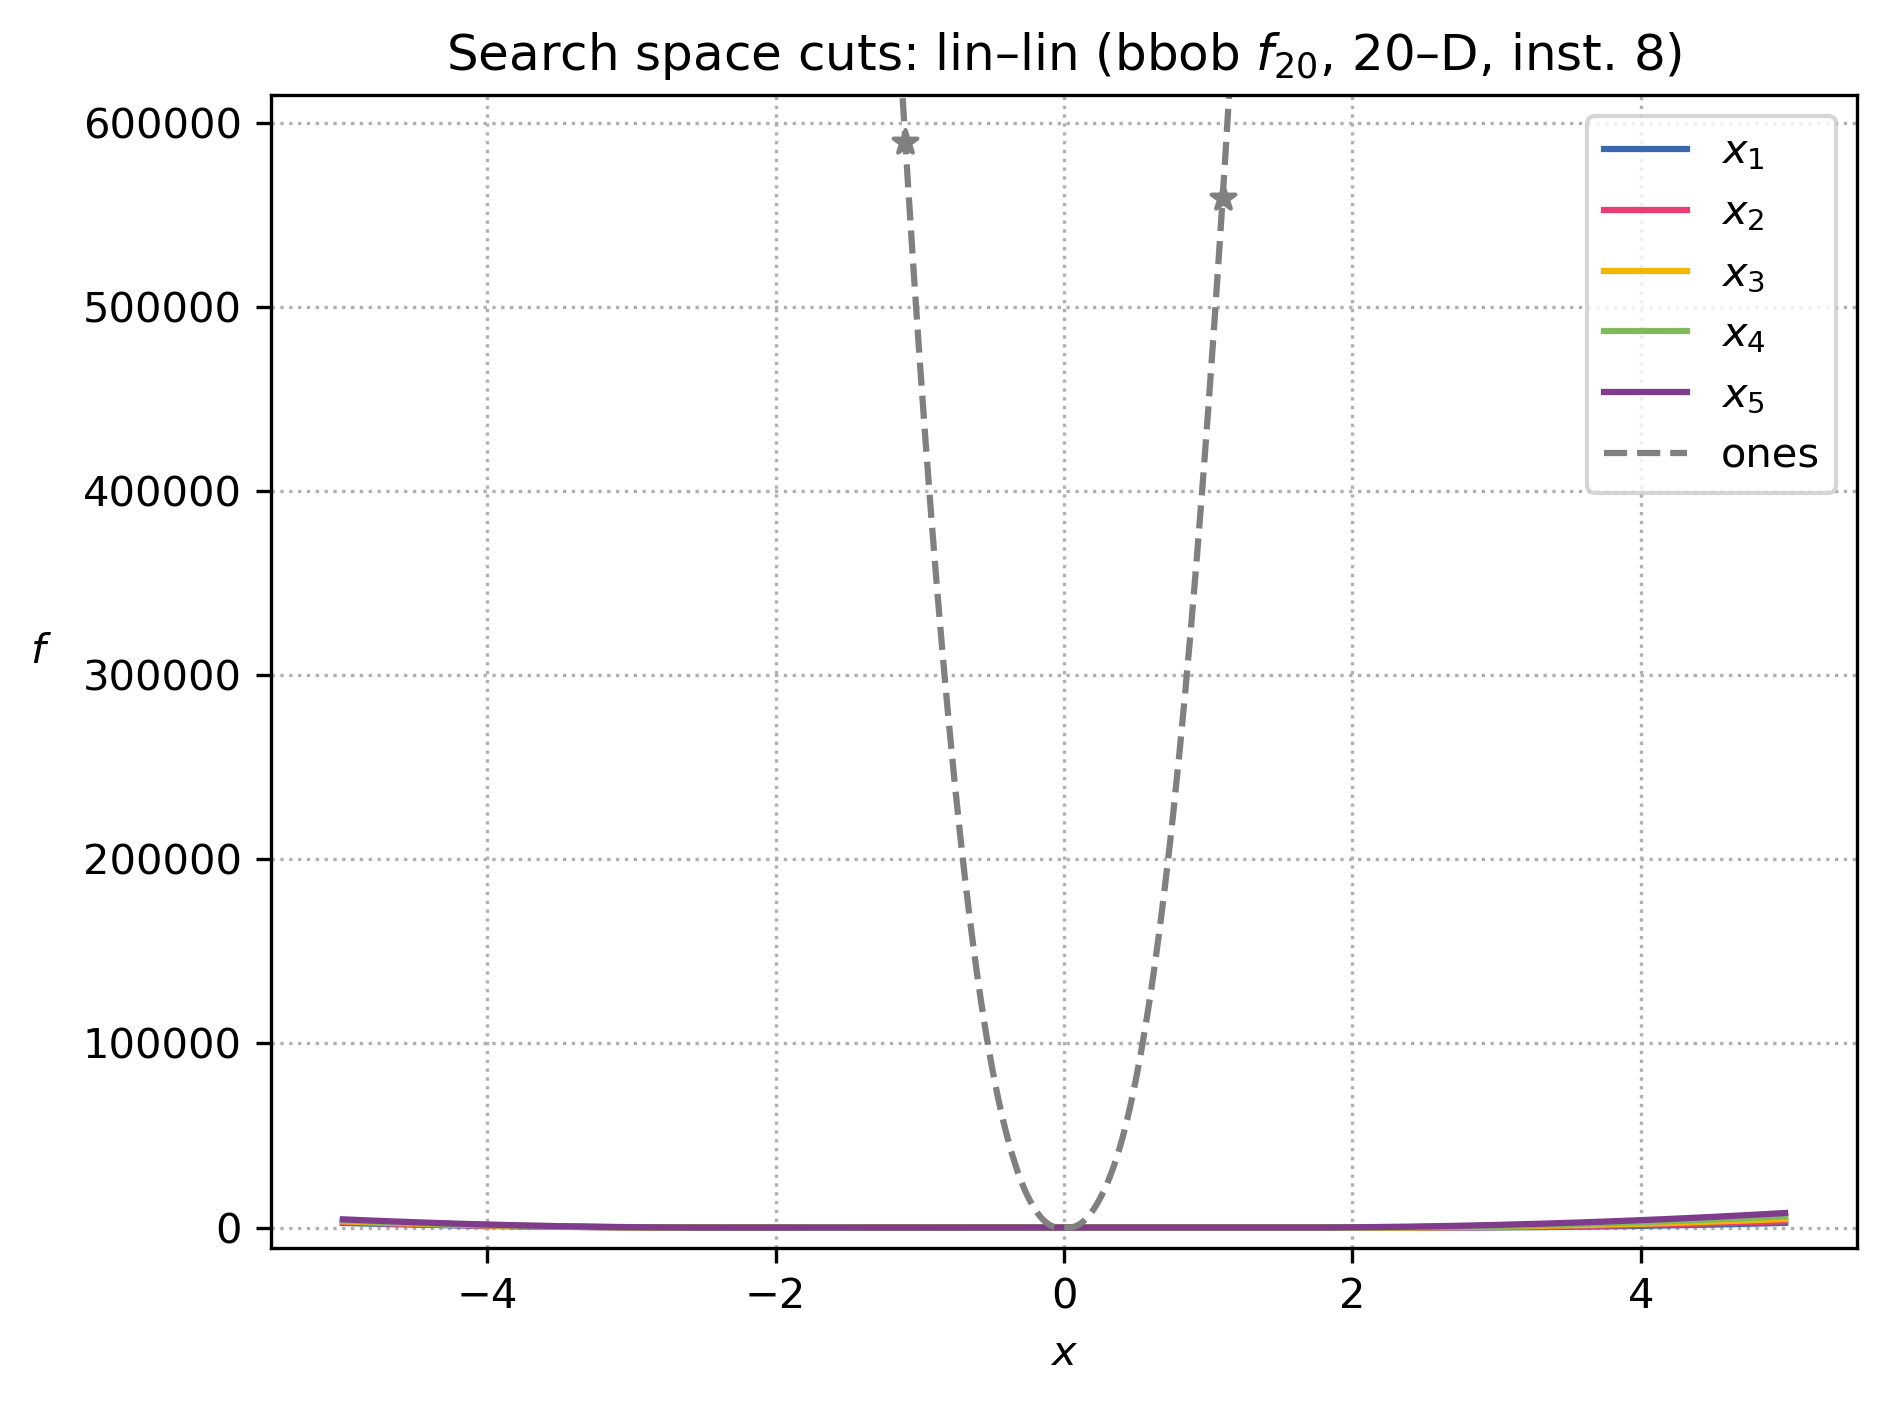 Search space cuts: lin–lin (bbob f20, 20–D, inst. 8)
600000
500000
400000
300000
200000
100000
0
f
−4
−2
0
2
4
x
x1
x2
x3
x4
x5
ones